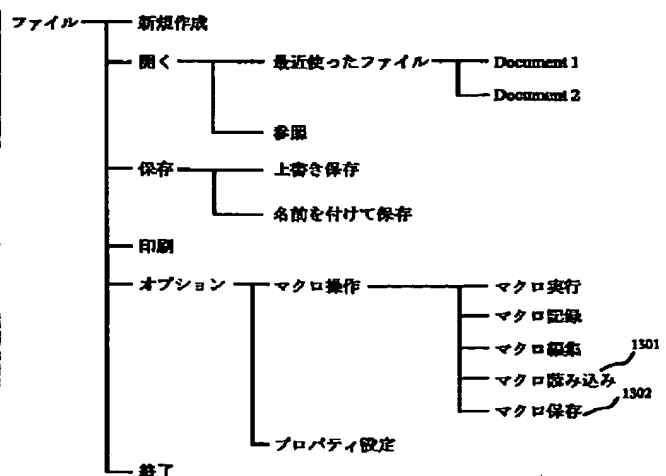 ファイル 新規作成
開く 最近使ったファイル Document 1
Document 2
参照
保存 上書き保存
名前を付けて保存
印刷
オプション マクロ操作 マクロ実行
マクロ記録
マクロ編集 1301
マクロ読み込み
1302
マクロ保存
プロパティ設定
終了